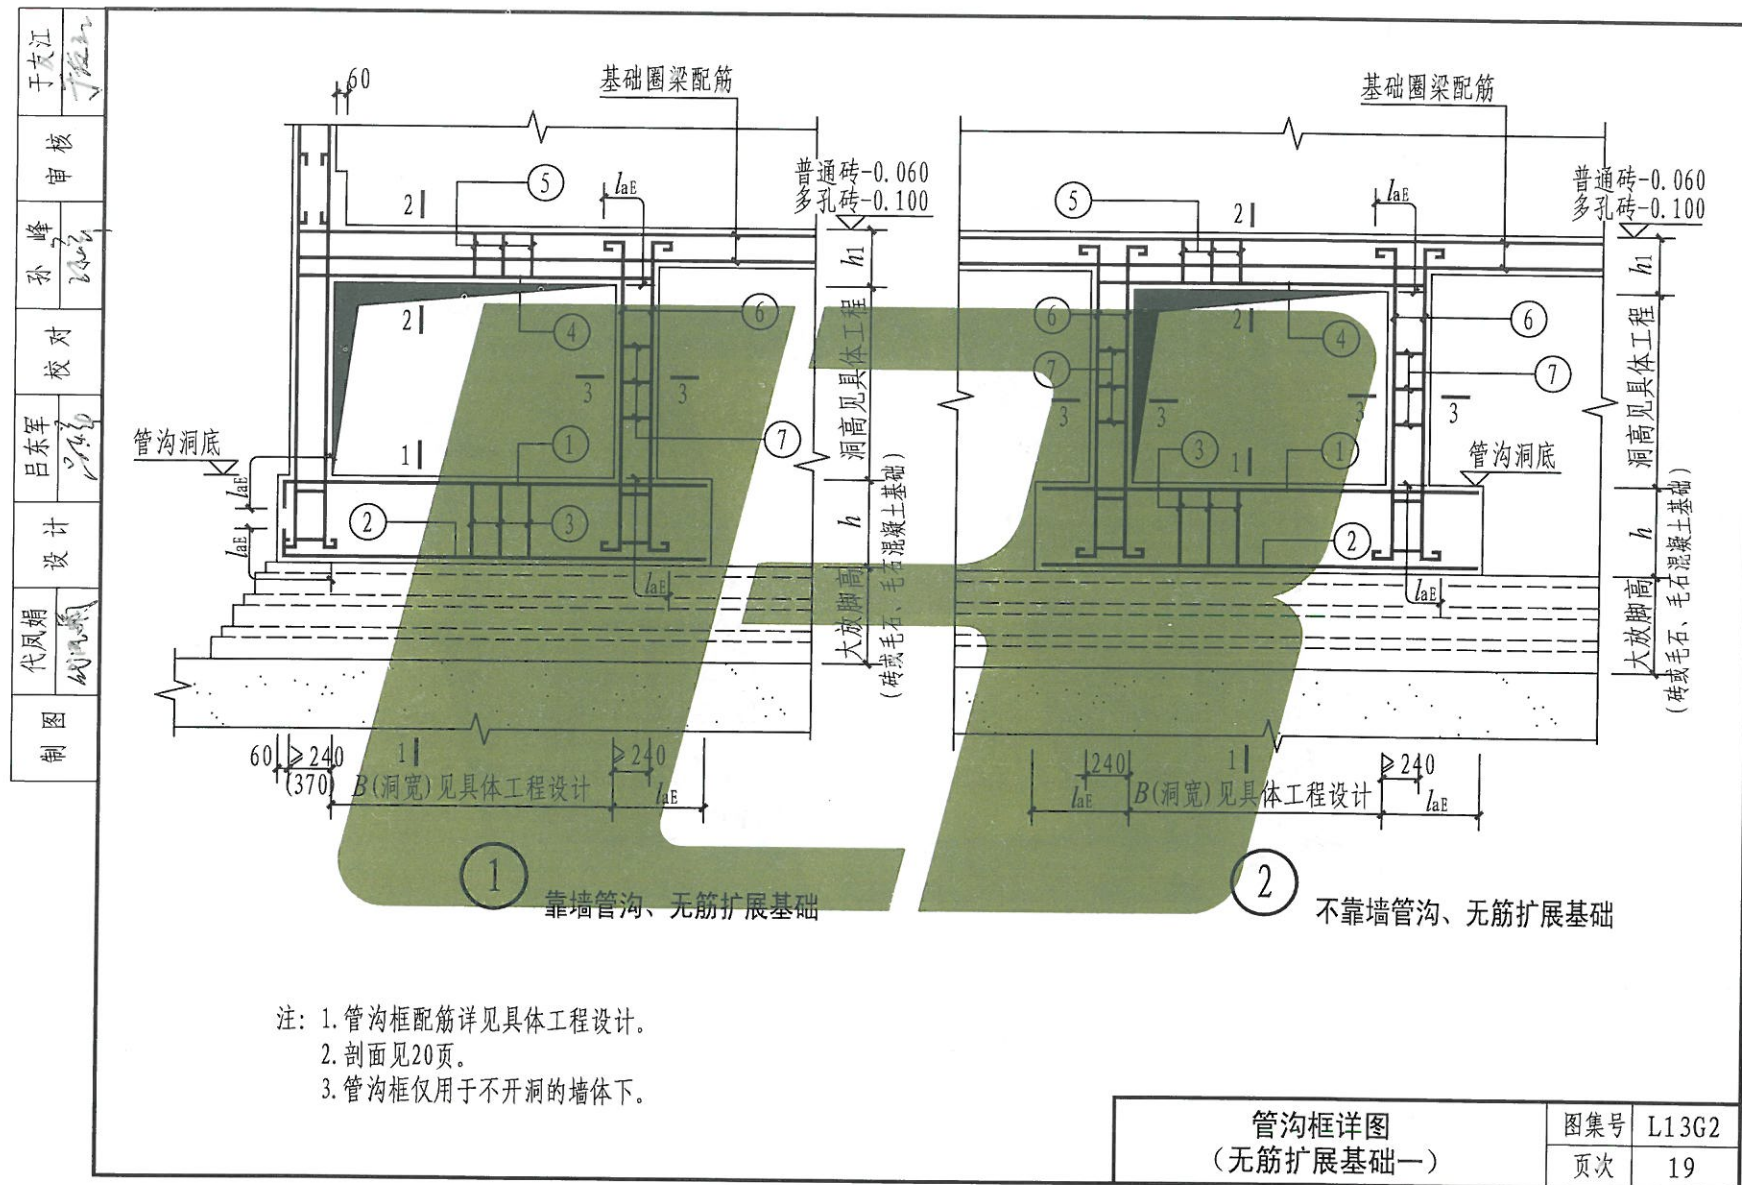 于友江
审核
孙峰
校对
吕东军
设计
代凤娟
制图
60
基础圈梁配筋
普通砖-0.060
多孔砖-0.100
5
laE
2
h1
2
4
6
洞高见具体工程
3
3
管沟洞底
1
1
7
laE
laE
2
3
h
laE
大放脚高
(砖或毛石、毛石混凝土基础)
60
≥240
(370)
1
B(洞宽)见具体工程设计
≥240
laE
1
靠墙管沟、无筋扩展基础
基础圈梁配筋
普通砖-0.060
多孔砖-0.100
5
2
laE
h1
6
2
4
6
7
7
洞高见具体工程
3
3
3
3
3
1
1
管沟洞底
2
h
laE
大放脚高
(砖或毛石、毛石混凝土基础)
240
laE
1
B(洞宽)见具体工程设计
≥240
laE
2
不靠墙管沟、无筋扩展基础
注: 1.管沟框配筋详见具体工程设计。
2.剖面见20页。
3.管沟框仅用于不开洞的墙体下。
管沟框详图
(无筋扩展基础一)
图集号 L13G2
页次 19